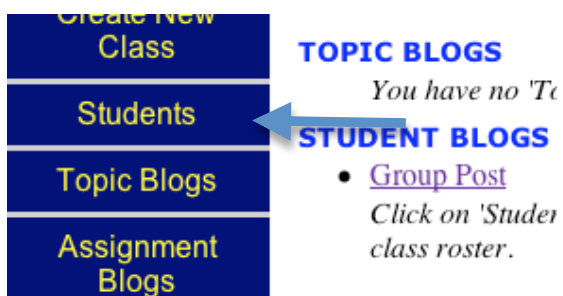 Create New
Class
Students
Topic Blogs
Assignment
Blogs
TOPIC BLOGS
You have no 'To
STUDENT BLOGS
• Group Post
Click on 'Studen
class roster.